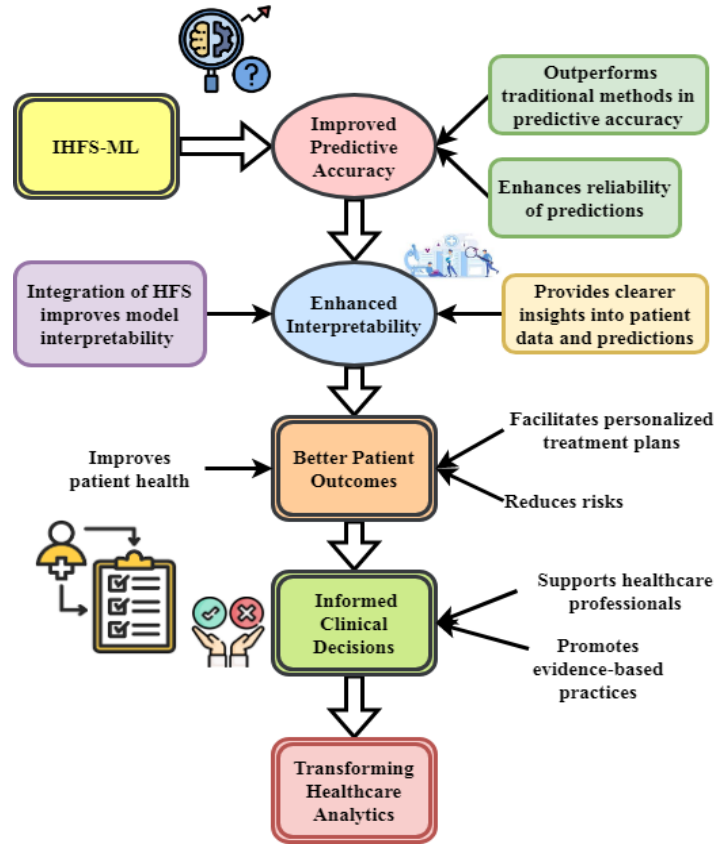 IHFS-ML
Improved
Predictive
Accuracy
Outperforms
traditional methods in
predictive accuracy
Enhances reliability
of predictions
Integration of HFS
improves model
interpretability
Enhanced
Interpretability
Provides clearer
insights into patient
data and predictions
Improves
patient health
Better Patient
Outcomes
Facilitates personalized
treatment plans
Reduces risks
Informed
Clinical
Decisions
Supports healthcare
professionals
Promotes
evidence-based
practices
Transforming
Healthcare
Analytics